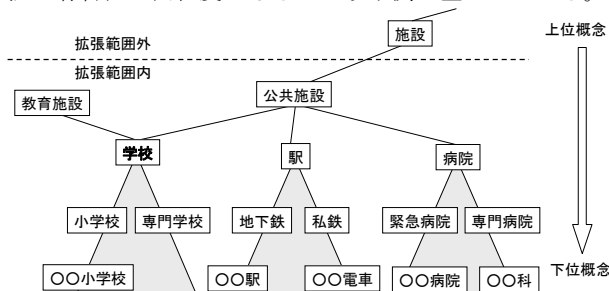 施設
上位概念
拡張範囲外
拡張範囲内
教育施設
公共施設
学校
駅
病院
小学校
専門学校
地下鉄
私鉄
緊急病院
専門病院
〇〇小学校
〇〇駅
〇〇電車
〇〇病院
〇〇科
下位概念